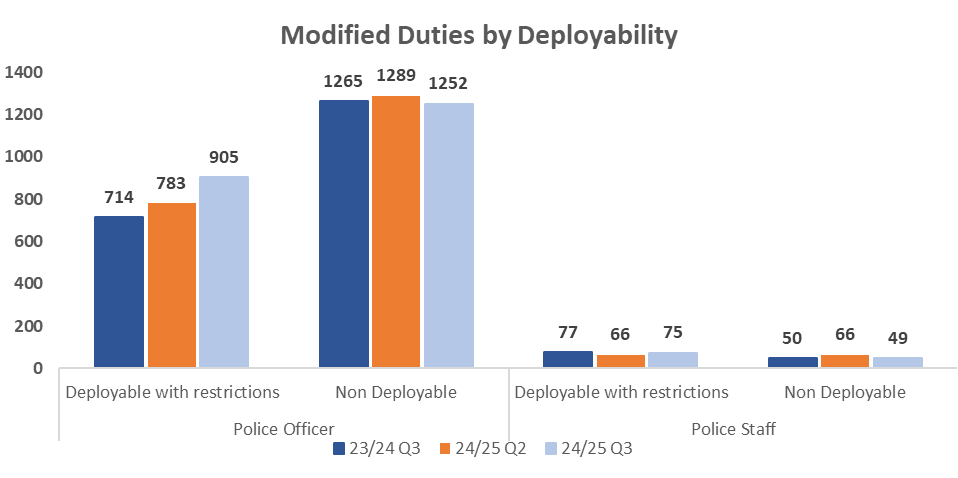 Modified Duties by Deployability
1400
1200
1000
800
600
400
200
0
714
783
905
1265
1289
1252
77
66
75
50
66
49
Deployable with restrictions
Non Deployable
Deployable with restrictions
Non Deployable
Police Officer
Police Staff
23/24 Q3
24/25 Q2
24/25 Q3